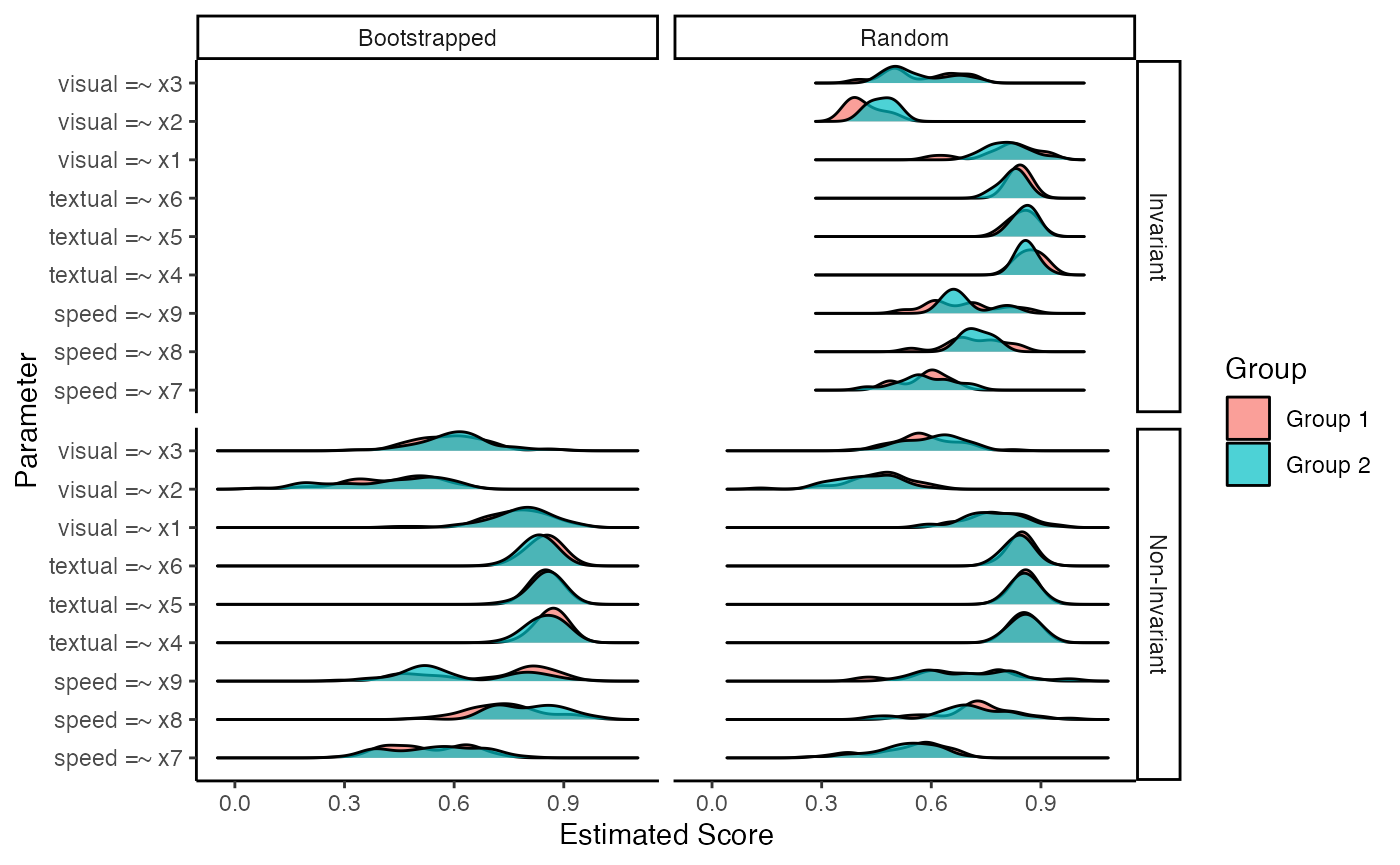 Bootstrapped
Random
visual =~ x3
visual =~ x2
visual =~ x1
textual =~ x6
textual =~ x5
textual =~ x4
speed =~ x9
speed =~ x8
speed =~ x7
Invariant
visual =~ x3
visual =~ x2
visual =~ x1
textual =~ x6
textual =~ x5
textual =~ x4
speed =~ x9
speed =~ x8
speed =~ x7
Non-Invariant
Parameter
0.0 0.3 0.6 0.9
0.0 0.3 0.6 0.9
Estimated Score
Group
Group 1
Group 2